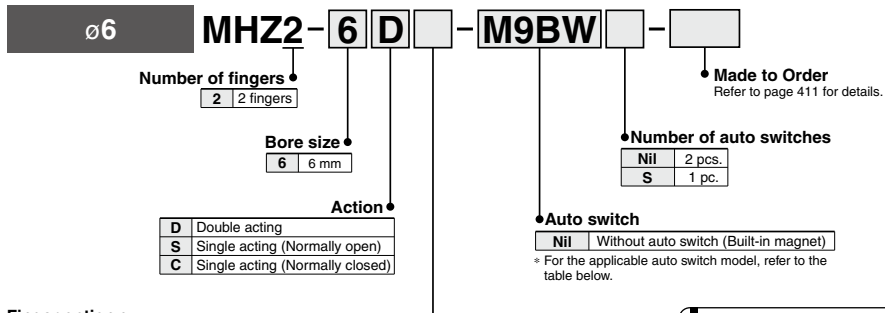 ø6
MHZ2-6D□-M9BW□-□
Number of fingers
2 2 fingers
Bore size
6 6 mm
Action
D Double acting
S Single acting (Normally open)
C Single acting (Normally closed)
Made to Order
Refer to page 411 for details.
Number of auto switches
Nil 2 pcs.
S 1 pc.
Auto switch
Nil Without auto switch (Built-in magnet)
∗ For the applicable auto switch model, refer to the
table below.